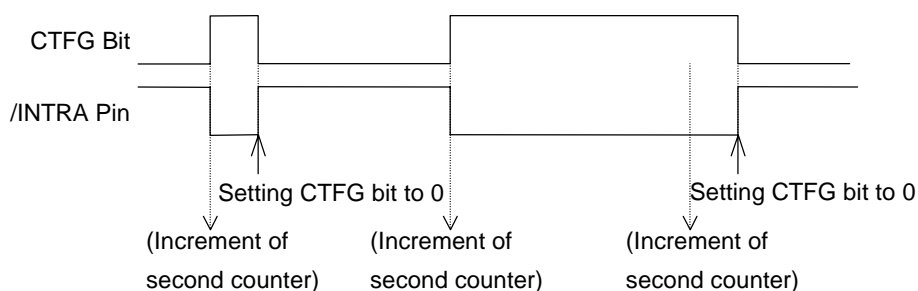 CTFG Bit
/INTRA Pin
Setting CTFG bit to 0
Setting CTFG bit to 0
(Increment of
second counter)
(Increment of
second counter)
(Increment of
second counter)